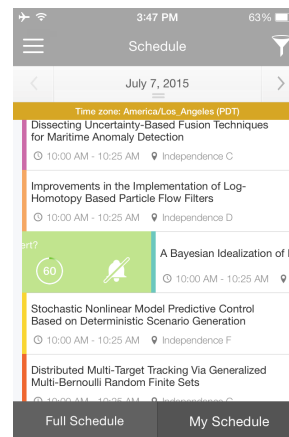 3:47 PM
63%
Schedule
July 7, 2015
Time zone: America/Los_Angeles (PDT)
Dissecting Uncertainty-Based Fusion Techniques
for Maritime Anomaly Detection
10:00 AM - 10:25 AM Independence C
Improvements in the Implementation of Log-
Homotopy Based Particle Flow Filters
10:00 AM - 10:25 AM Independence D
ert?
60
A Bayesian Idealization of
10:00 AM - 10:25 AM
Stochastic Nonlinear Model Predictive Control
Based on Deterministic Scenario Generation
10:00 AM - 10:25 AM Independence F
Distributed Multi-Target Tracking Via Generalized
Multi-Bernoulli Random Finite Sets
Full Schedule
My Schedule